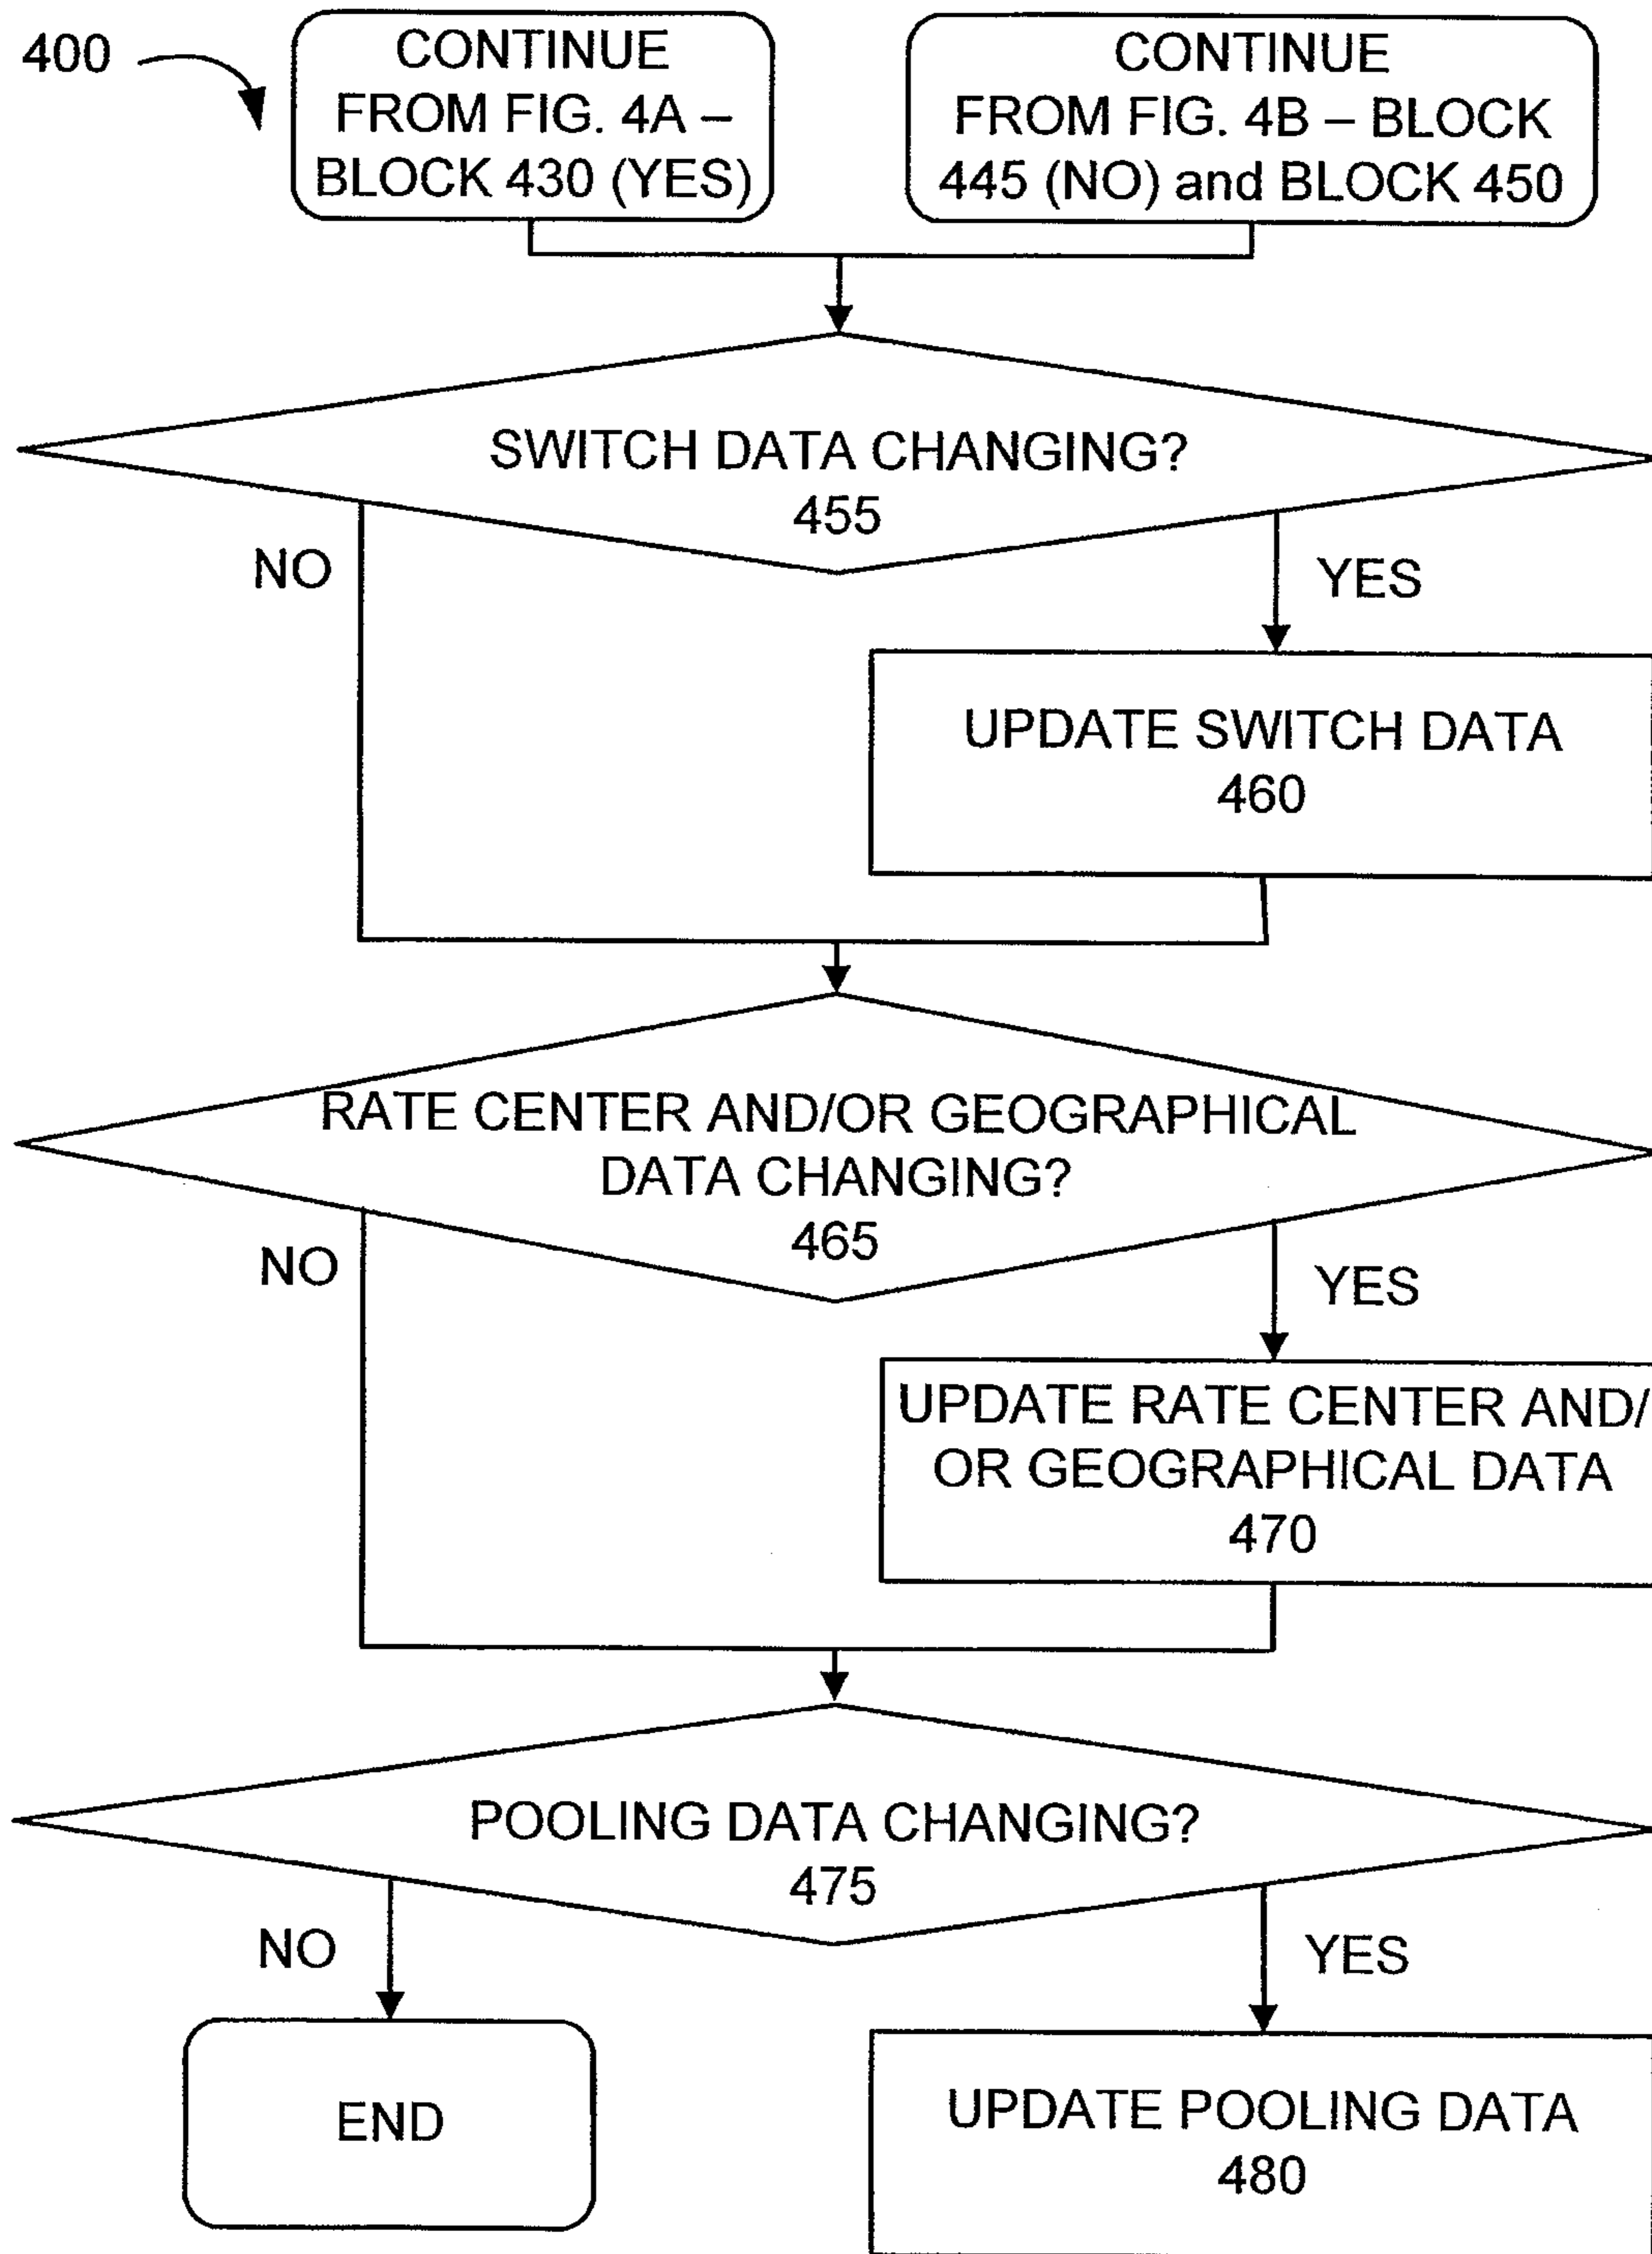 400
CONTINUE
FROM FIG. 4A –
BLOCK 430 (YES)
CONTINUE
FROM FIG. 4B – BLOCK
445 (NO) and BLOCK 450
SWITCH DATA CHANGING?
455
NO
YES
UPDATE SWITCH DATA
460
RATE CENTER AND/OR GEOGRAPHICAL
DATA CHANGING?
465
NO
YES
UPDATE RATE CENTER AND/
OR GEOGRAPHICAL DATA
470
POOLING DATA CHANGING?
475
NO
YES
END
UPDATE POOLING DATA
480